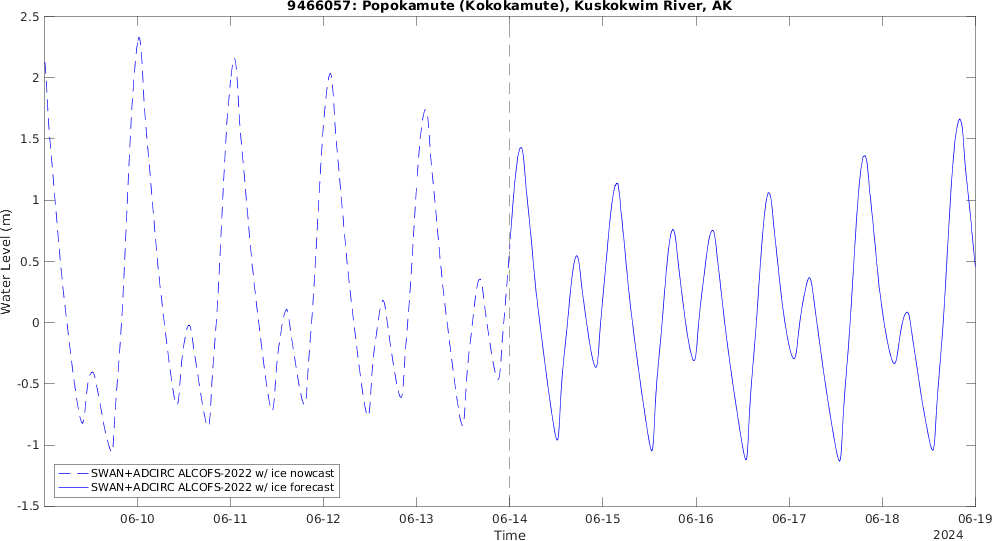 9466057: Popokamute (Kokokamute), Kuskokwim River, AK
2.5
2
1.5
1
0.5
0
-0.5
-1
-1.5
Water Level (m)
SWAN+ADCIRC ALCOFS-2022 w/ ice nowcast
SWAN+ADCIRC ALCOFS-2022 w/ ice forecast
06-10 06-11 06-12 06-13 06-14 06-15 06-16 06-17 06-18 06-19
Time
2024